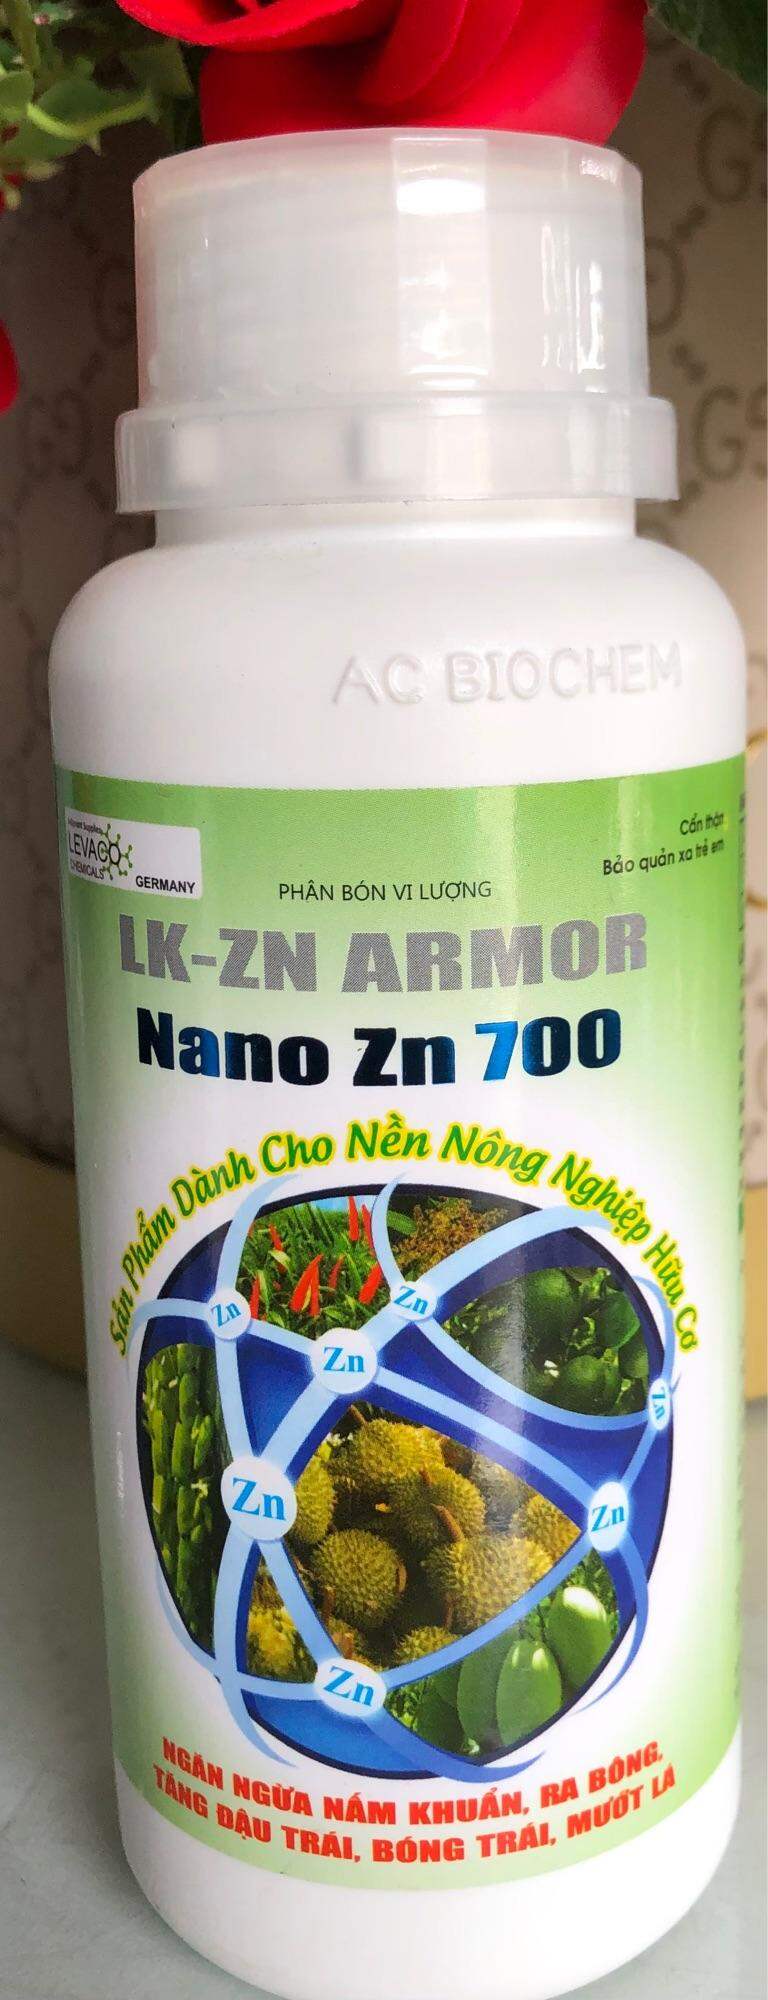 AC BIOCHEM
LEVACO
CHEMICALS
GERMANY
Cẩn thận
Bảo quản xa trẻ em
PHÂN BÓN VI LƯỢNG
LK-ZN ARMOR
Nano Zn 700
Sản Phẩm Dành Cho Nền Nông Nghiệp Hữu Cơ
Zn
Zn
Zn
Zn
Zn
Zn
Zn
NGĂN NGỪA NẤM KHUẨN, RA BÔNG,
TĂNG ĐẬU TRÁI, BÓNG TRÁI, MƯỚT LÁ